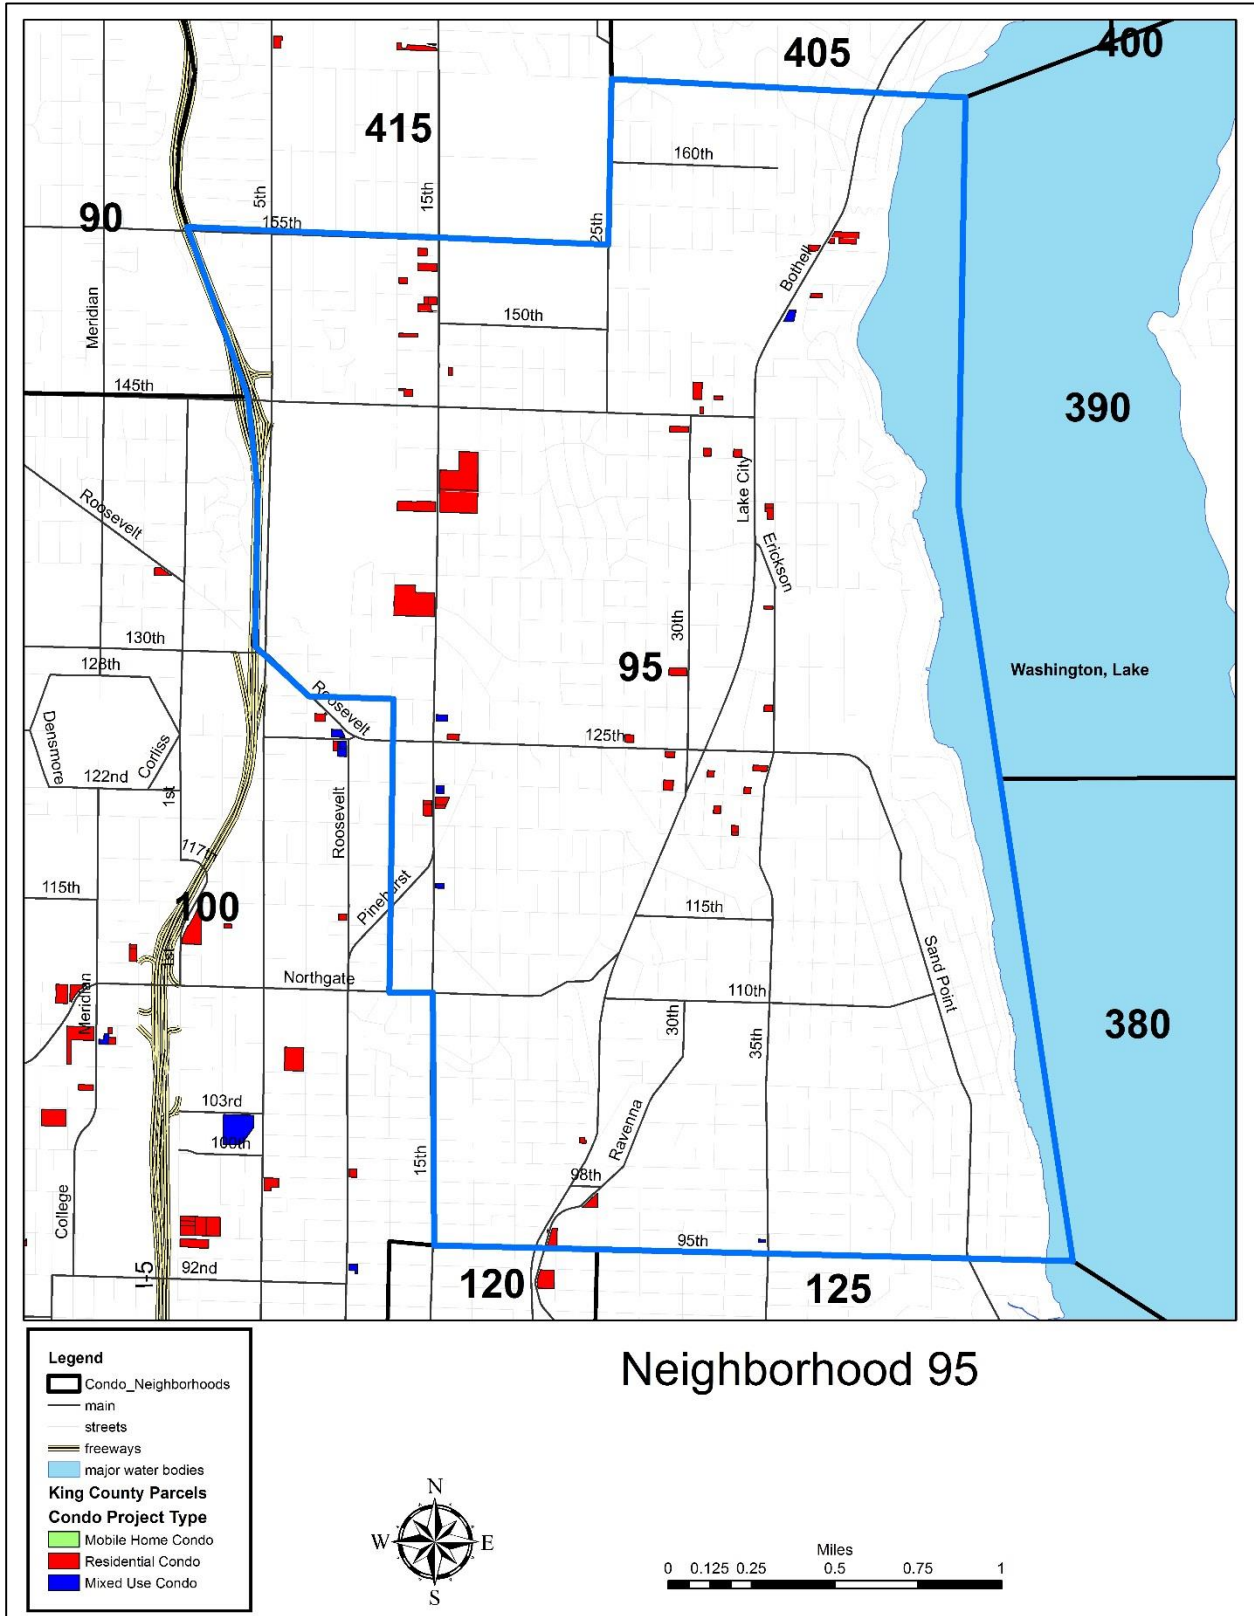 405
400
415
160th
90
5th
155th
15th
25th
Bothell
Meridian
150th
145th
390
Roosevelt
Lake City
Erickson
130th
30th
95
128th
Washington, Lake
Roosevelt
Densmore
Corliss
125th
122nd
1st
Roosevelt
117th
115th
100
Pinehurst
115th
1st
Northgate
Sand Point
Meridian
110th
30th
35th
380
103rd
100th
Ravenna
15th
98th
College
95th
I-5
92nd
120
125
Neighborhood 95
Legend
Condo_Neighborhoods
main
streets
freeways
major water bodies
King County Parcels
Condo Project Type
Mobile Home Condo
Residential Condo
Mixed Use Condo
N
W E
S
Miles
0 0.125 0.25 0.5 0.75 1